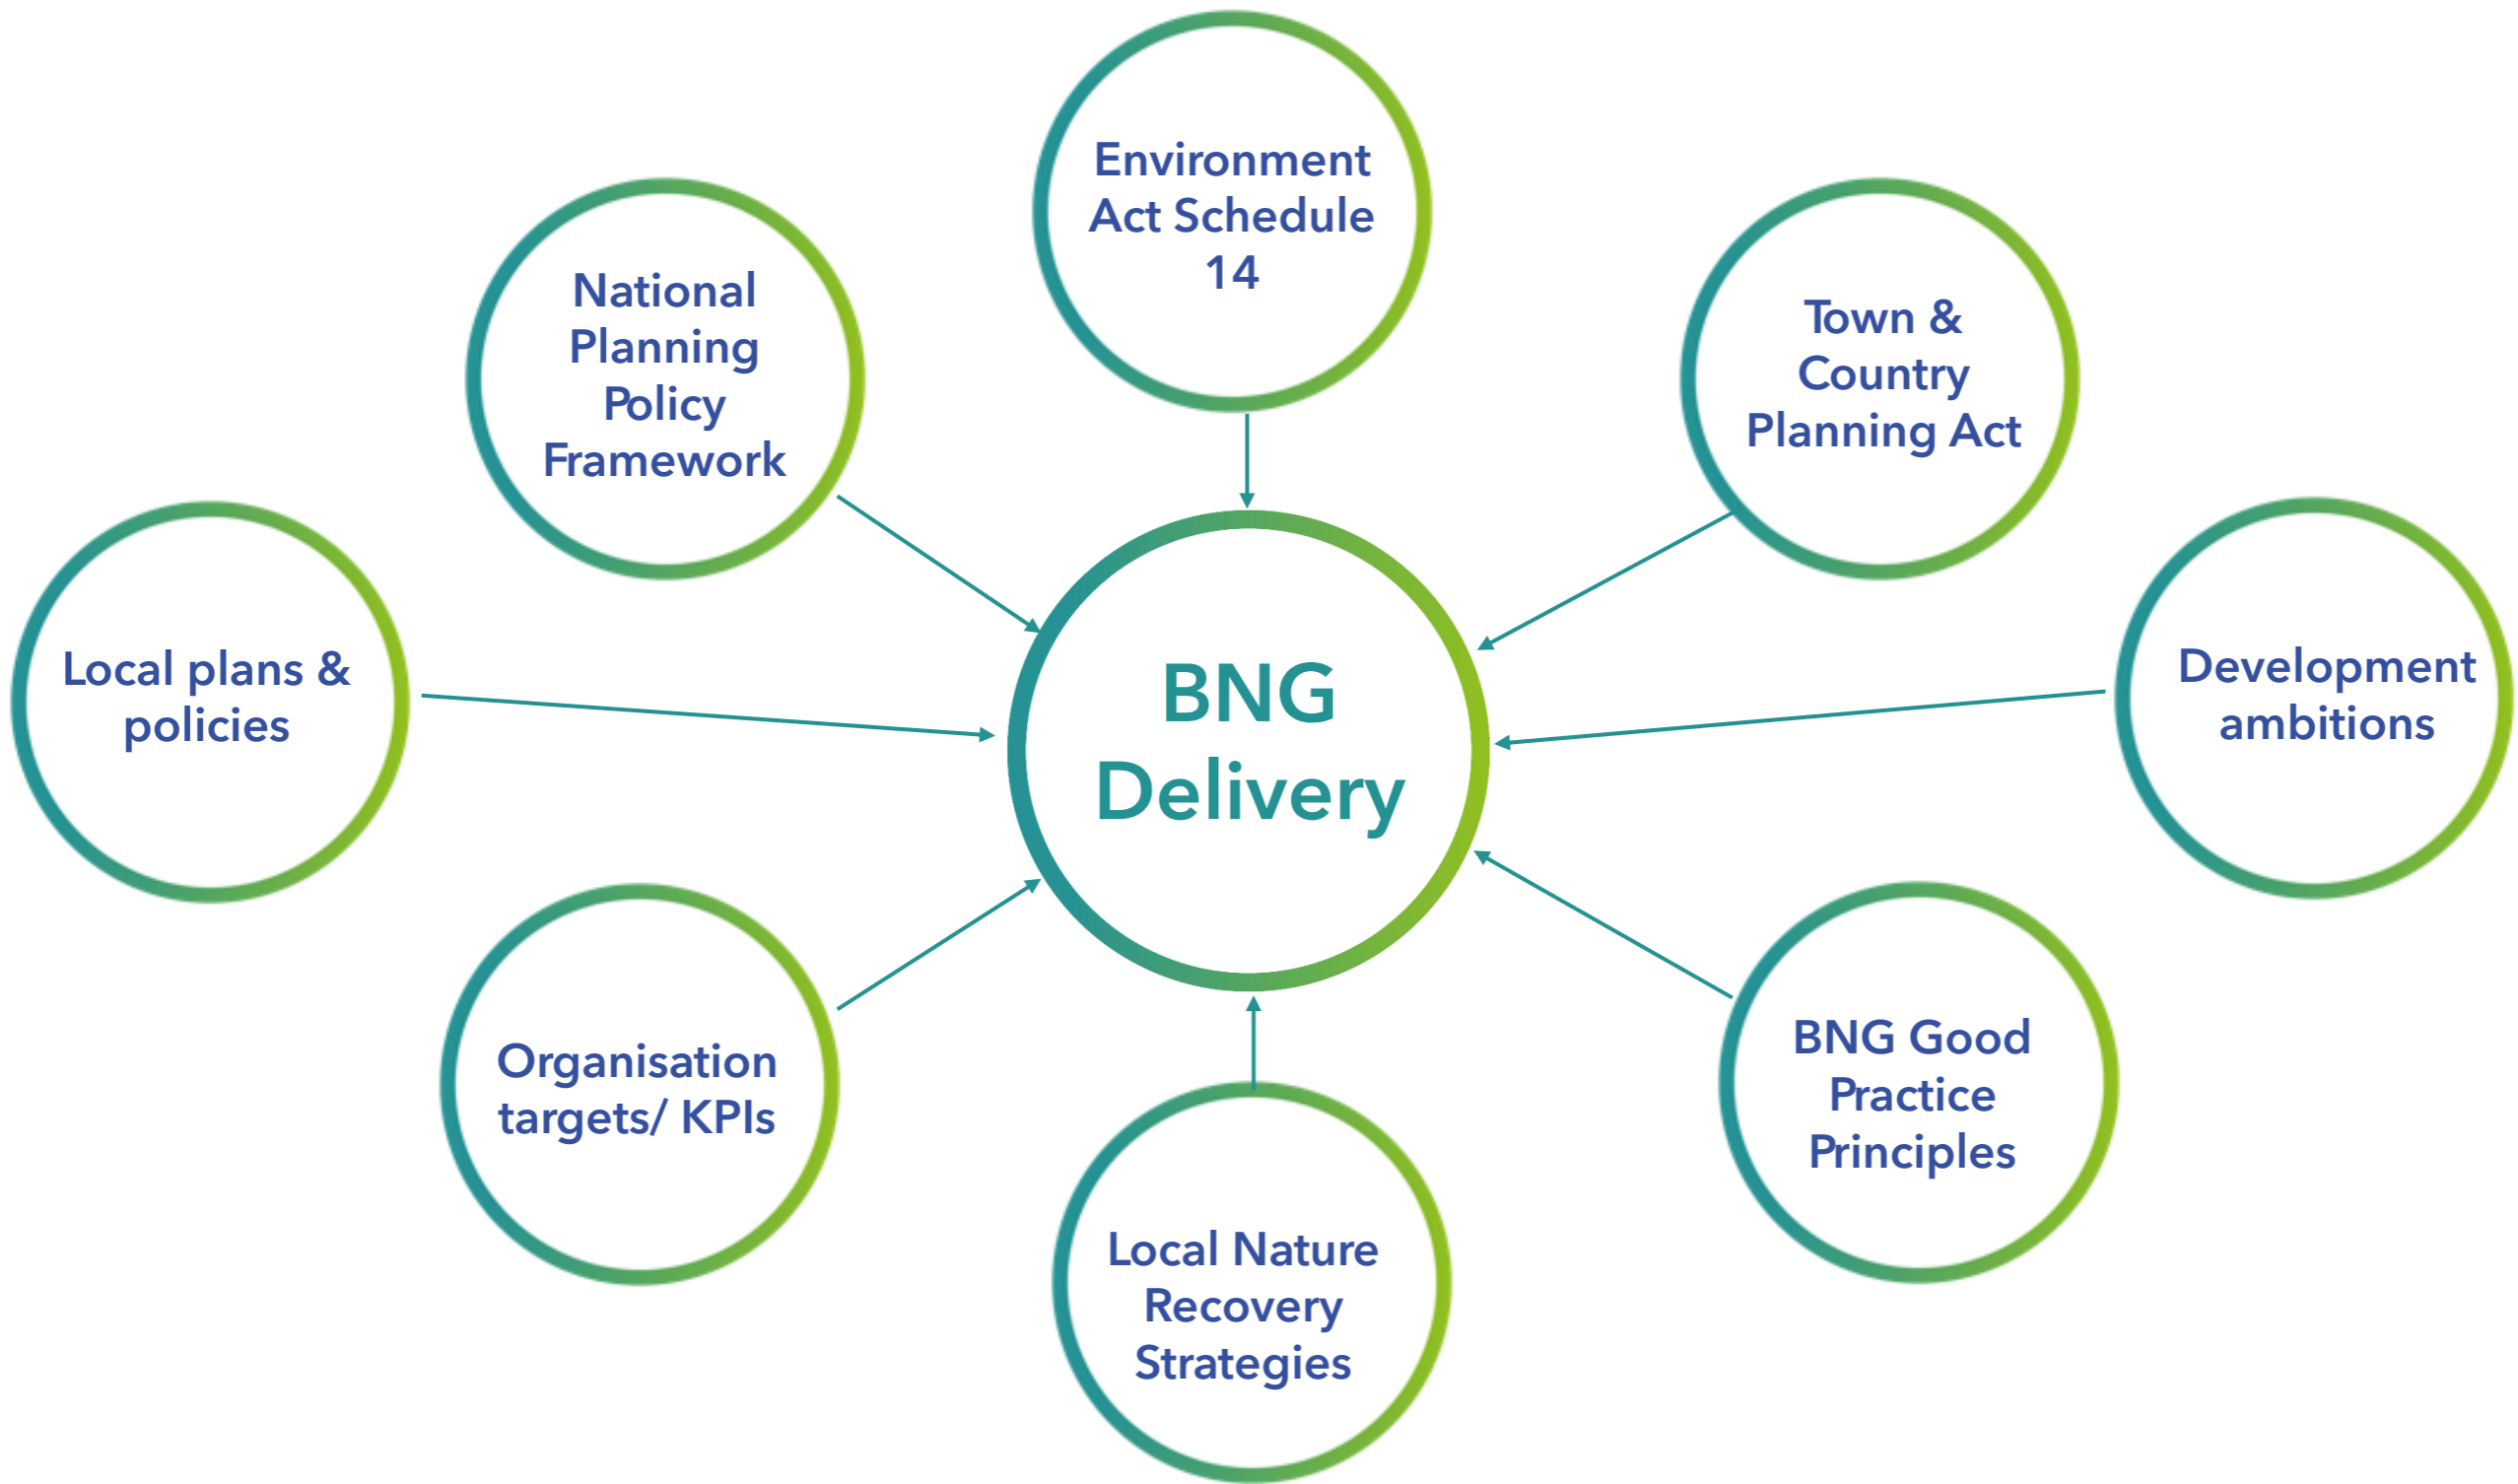 Environment
Act Schedule
14
National
Planning
Policy
Framework
Town &
Country
Planning Act
Local plans &
policies
BNG
Delivery
Development
ambitions
Organisation
targets/ KPIs
BNG Good
Practice
Principles
Local Nature
Recovery
Strategies